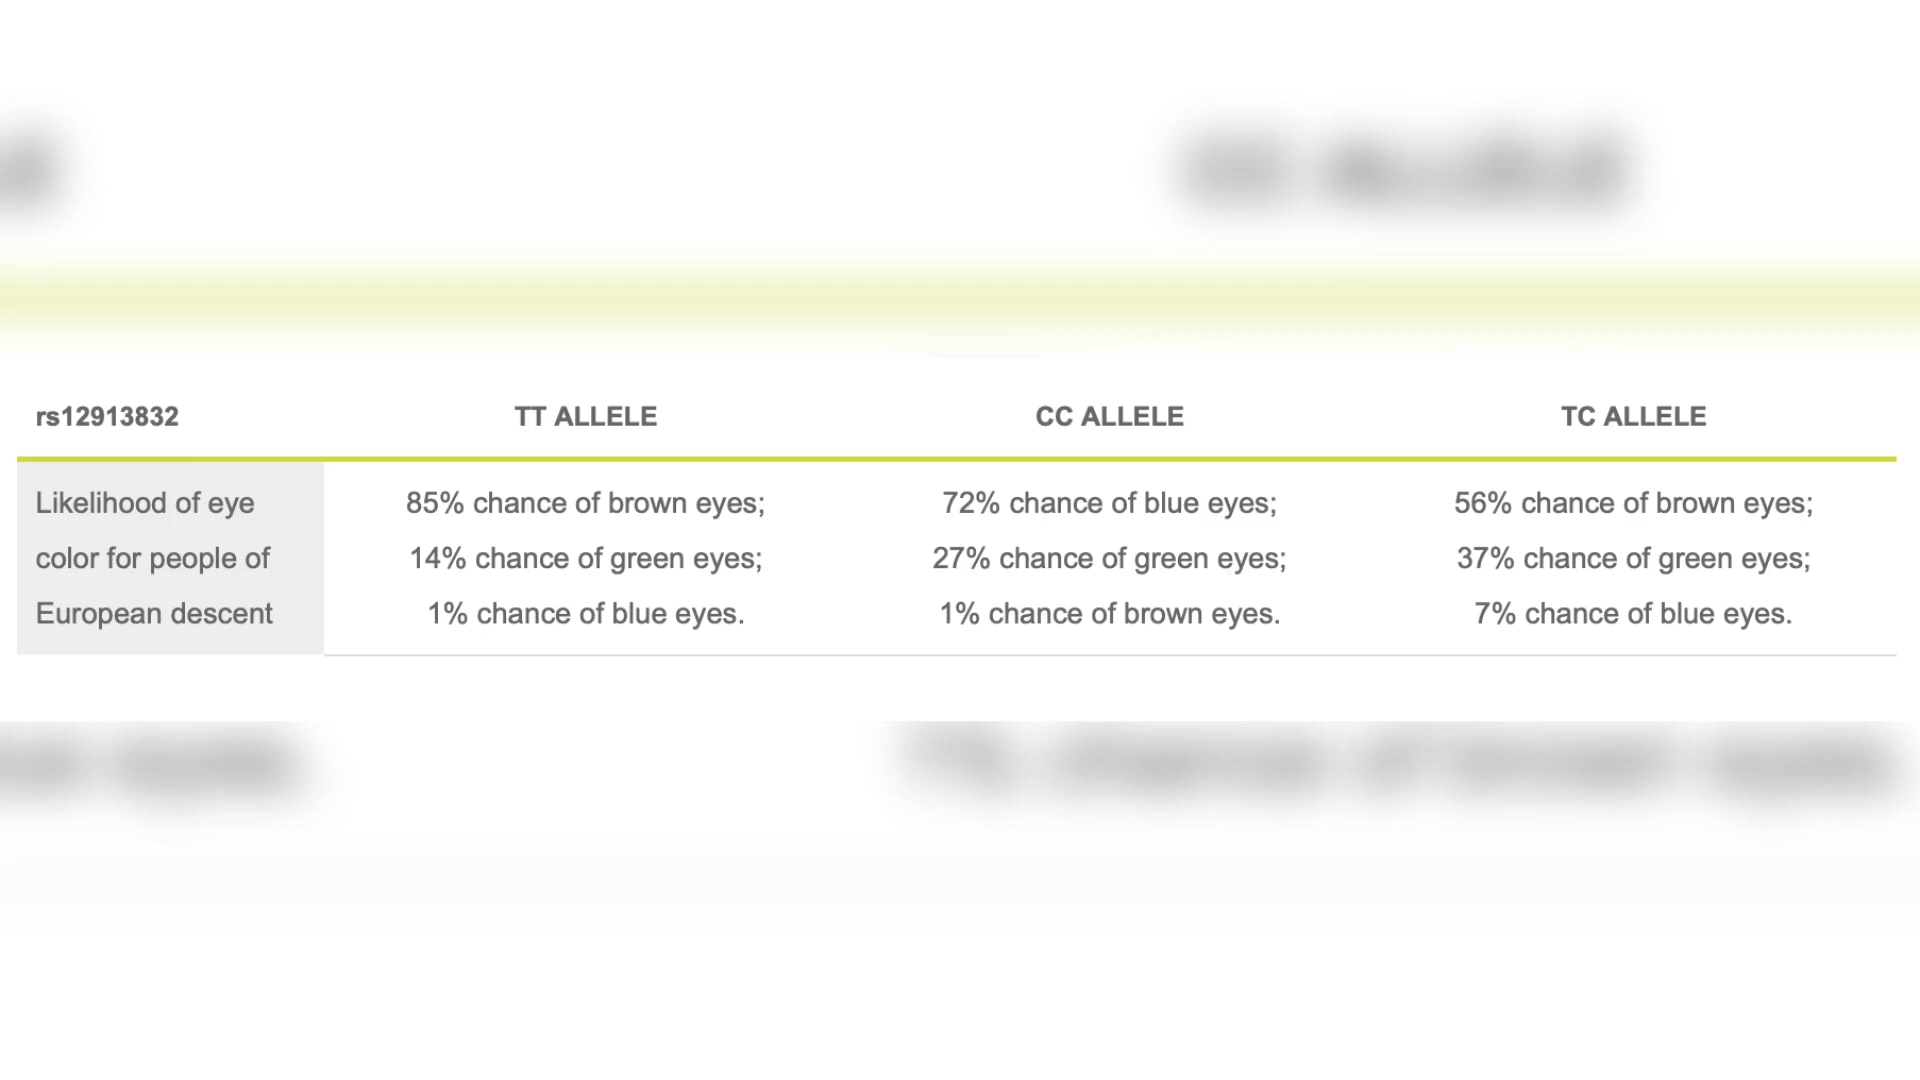 rs12913832 TT ALLELE CC ALLELE TC ALLELE
Likelihood of eye 85% chance of brown eyes; 72% chance of blue eyes; 56% chance of brown eyes;
color for people of 14% chance of green eyes; 27% chance of green eyes; 37% chance of green eyes;
European descent 1% chance of blue eyes. 1% chance of brown eyes. 7% chance of blue eyes.